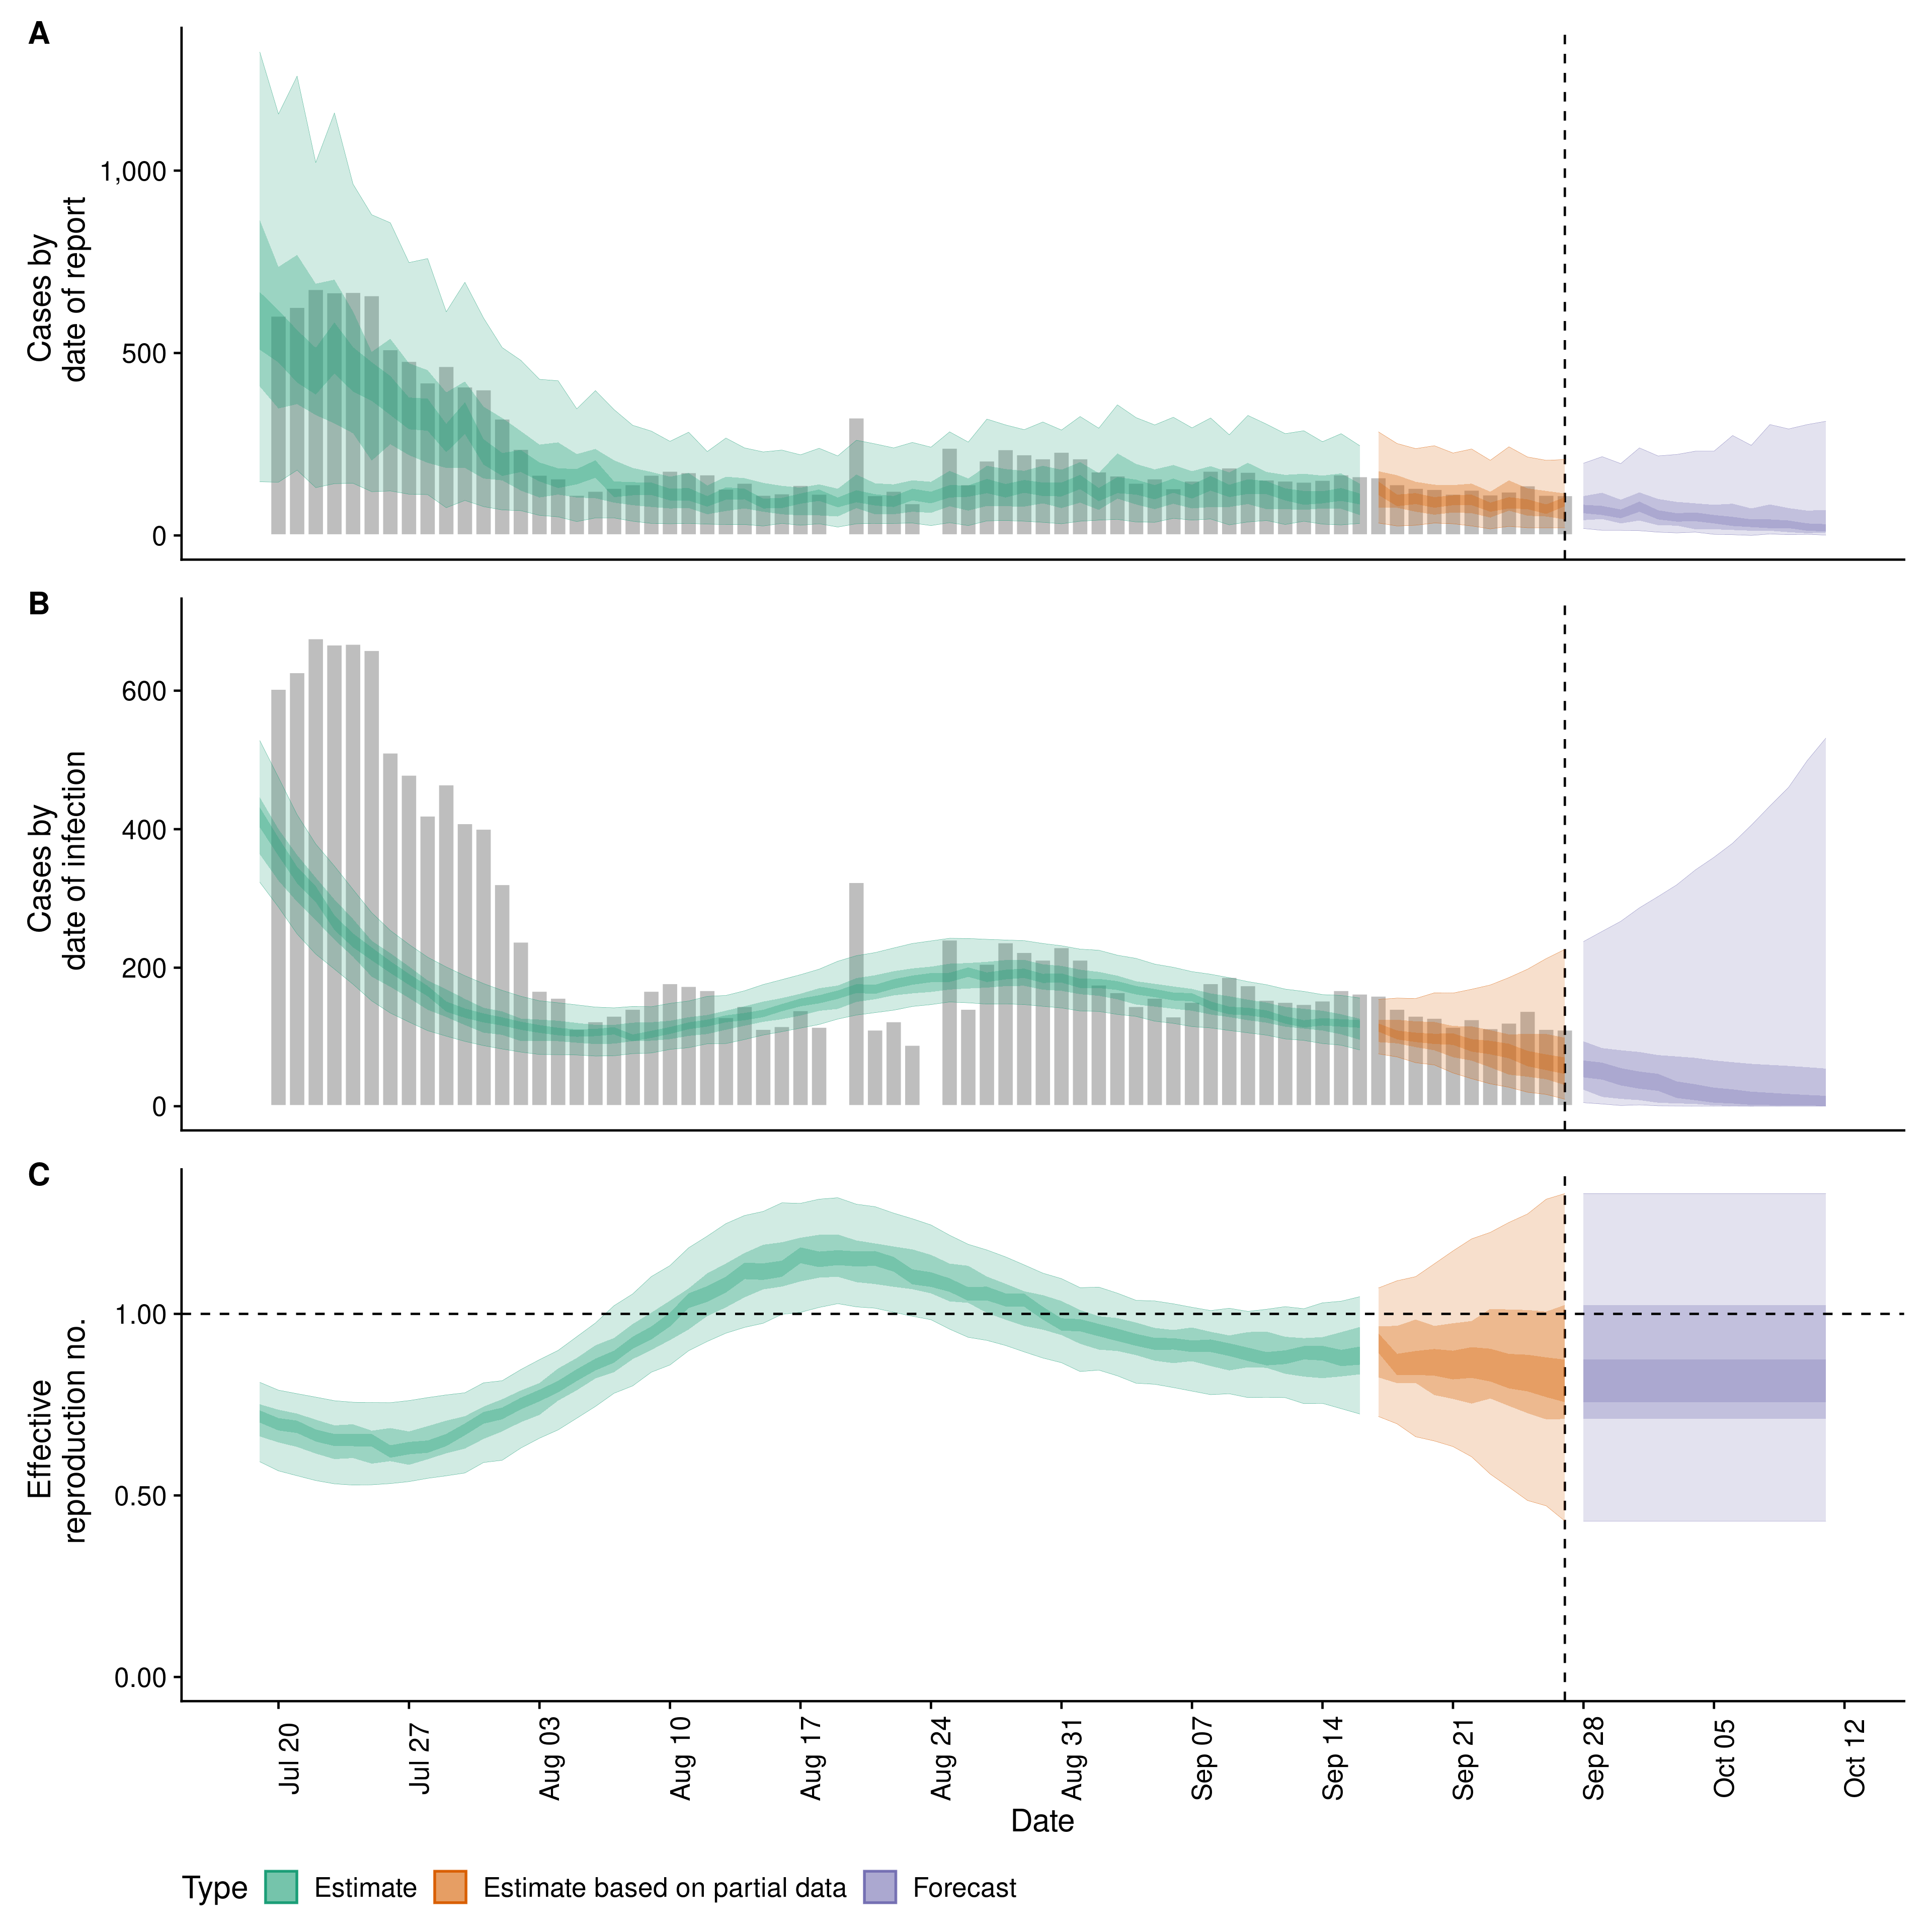 A
Cases by
date of report
1,000
500
0
B
Cases by
date of infection
600
400
200
0
C
Effective
reproduction no.
1.00
0.50
0.00
Jul 20
Jul 27
Aug 03
Aug 10
Aug 17
Aug 24
Aug 31
Sep 07
Sep 14
Sep 21
Sep 28
Oct 05
Oct 12
Date
Type Estimate Estimate based on partial data Forecast